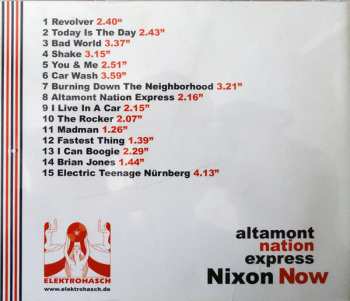 1 Revolver 2.40"
2 Today Is The Day 2.43"
3 Bad World 3.37"
4 Shake 3.15"
5 You & Me 2.51"
6 Car Wash 3.59"
7 Burning Down The Neighborhood 3.21"
8 Altamont Nation Express 2.16"
9 I Live In A Car 2.15"
10 The Rocker 2.07"
11 Madman 1.26"
12 Fastest Thing 1.39"
13 I Can Boogie 2.29"
14 Brian Jones 1.44"
15 Electric Teenage Nürnberg 4.13"
ELEKTROHASCH
www.elektrohasch.de
altamont
nation
express
Nixon Now